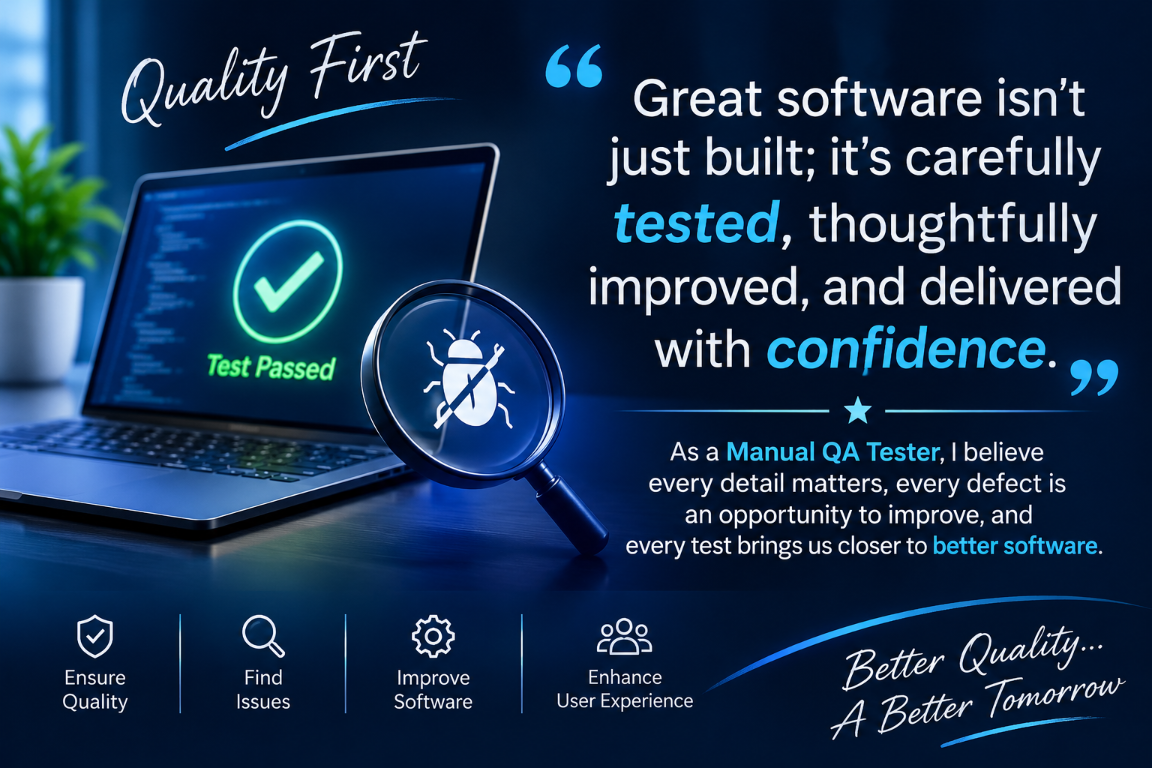 Quality First
“ Great software isn’t
just built; it’s carefully
tested, thoughtfully
improved, and delivered
with confidence. ”
Test Passed
As a Manual QA Tester, I believe
every detail matters, every defect is
an opportunity to improve, and
every test brings us closer to better software.
Ensure
Quality
Find
Issues
Improve
Software
Enhance
User Experience
Better Quality...
A Better Tomorrow